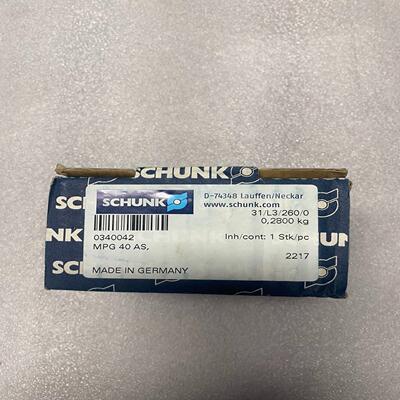 SCHUNK
SCHUNK
D-74348 Lauffen/Neckar
www.schunk.com
31/L3/260/0
0,2800 kg
0340042
Inh/cont: 1 Stk/pc
MPG 40 AS,
2217
MADE IN GERMANY
UNK